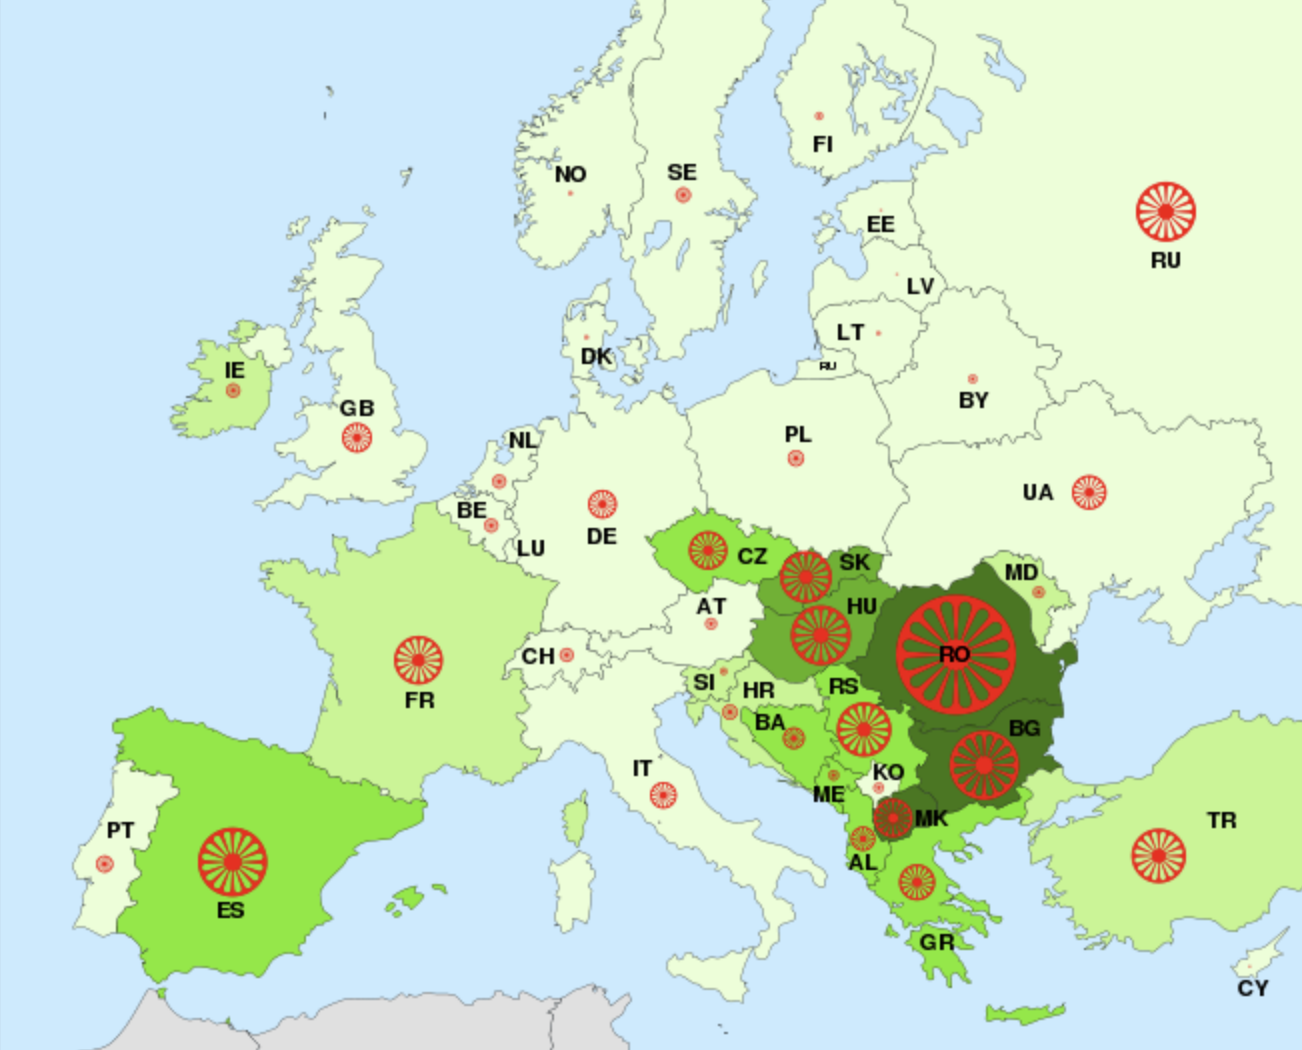 FI
NO
SE
EE
RU
LV
IE
LT
DK
RU
BY
GB
PL
NL
UA
BE
DE
LU
CZ
SK
MD
AT
HU
RO
CH
SI
RS
HR
FR
BA
BG
IT
KO
ME
MK
TR
PT
AL
ES
GR
CY